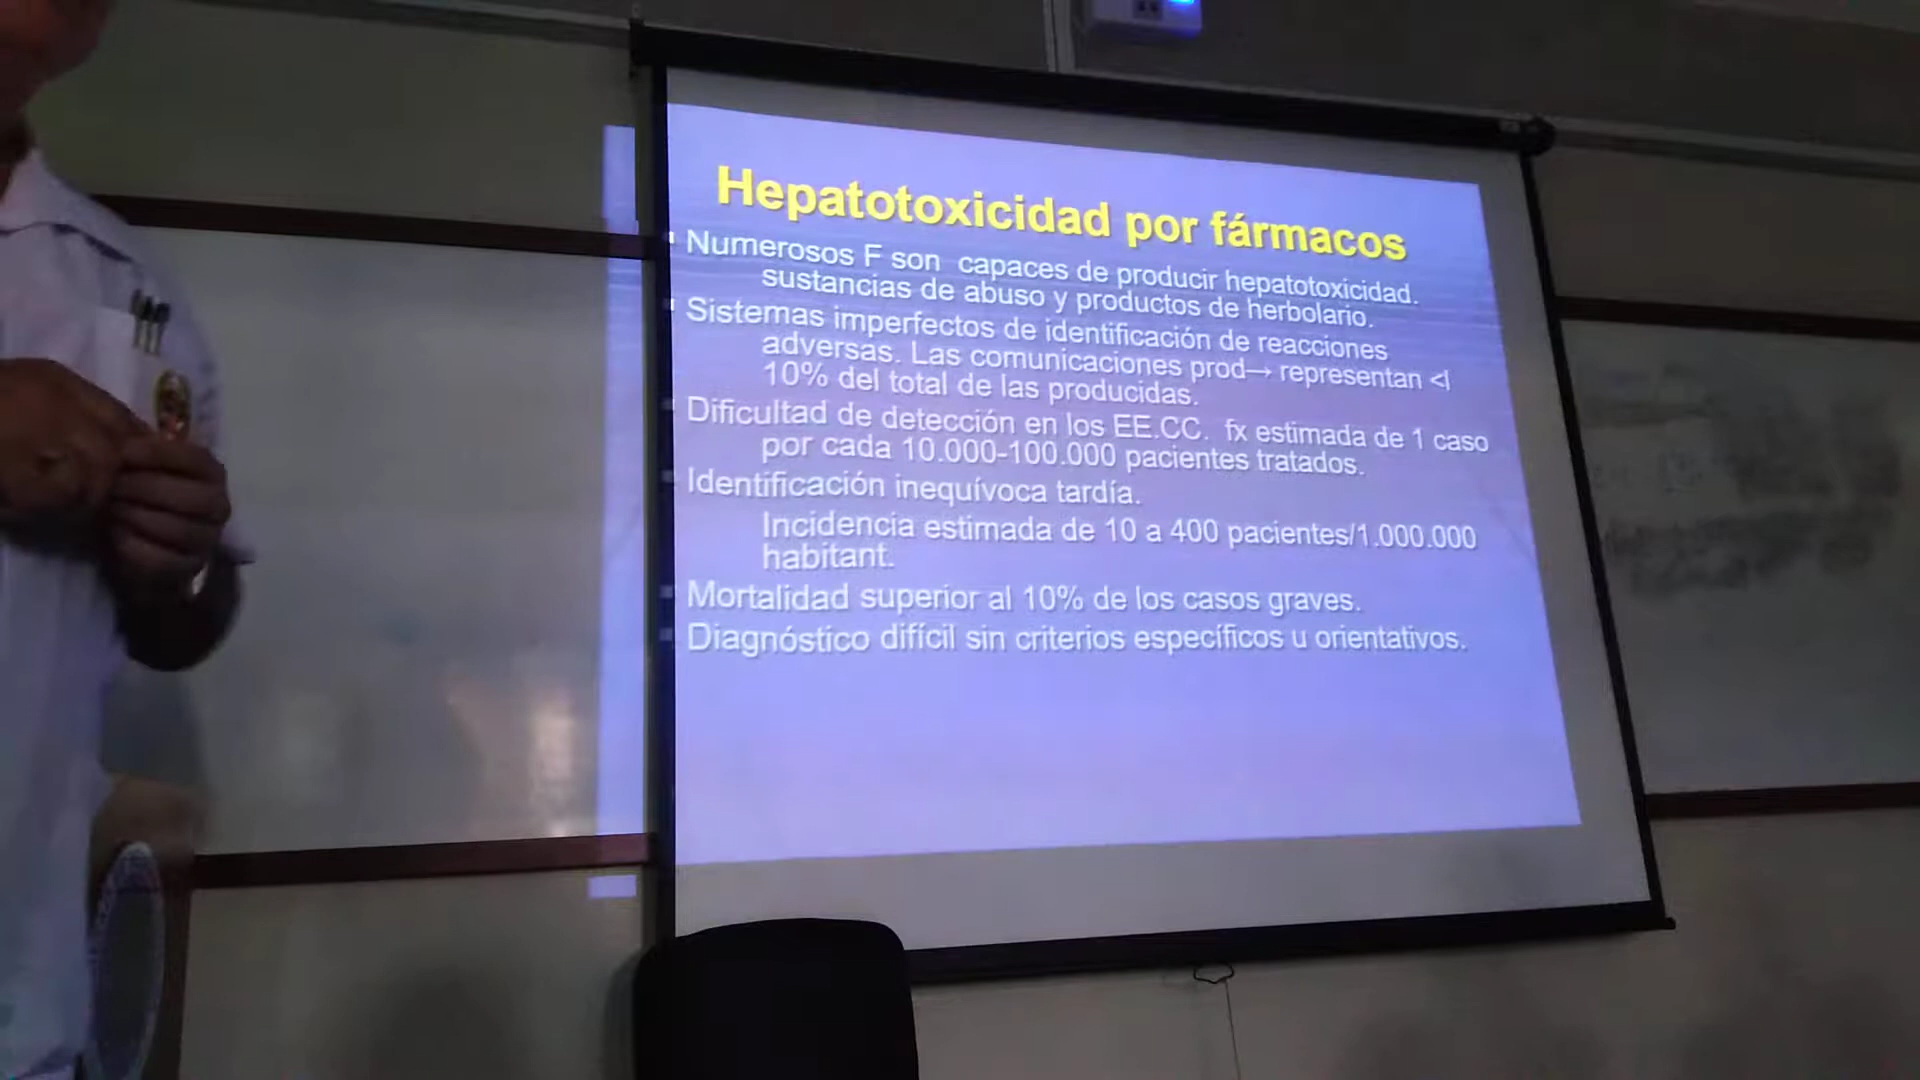 Hepatotoxicidad por fármacos
Numerosos F son capaces de producir hepatotoxicidad.
sustancias de abuso y productos de herbolario.
Sistemas imperfectos de identificación de reacciones
adversas. Las comunicaciones prod→ representan <l
10% del total de las producidas.
Dificultad de detección en los EE.CC. fx estimada de 1 caso
por cada 10.000-100.000 pacientes tratados.
Identificación inequívoca tardía.
Incidencia estimada de 10 a 400 pacientes/1.000.000
habitant.
Mortalidad superior al 10% de los casos graves.
Diagnóstico difícil sin criterios específicos u orientativos.